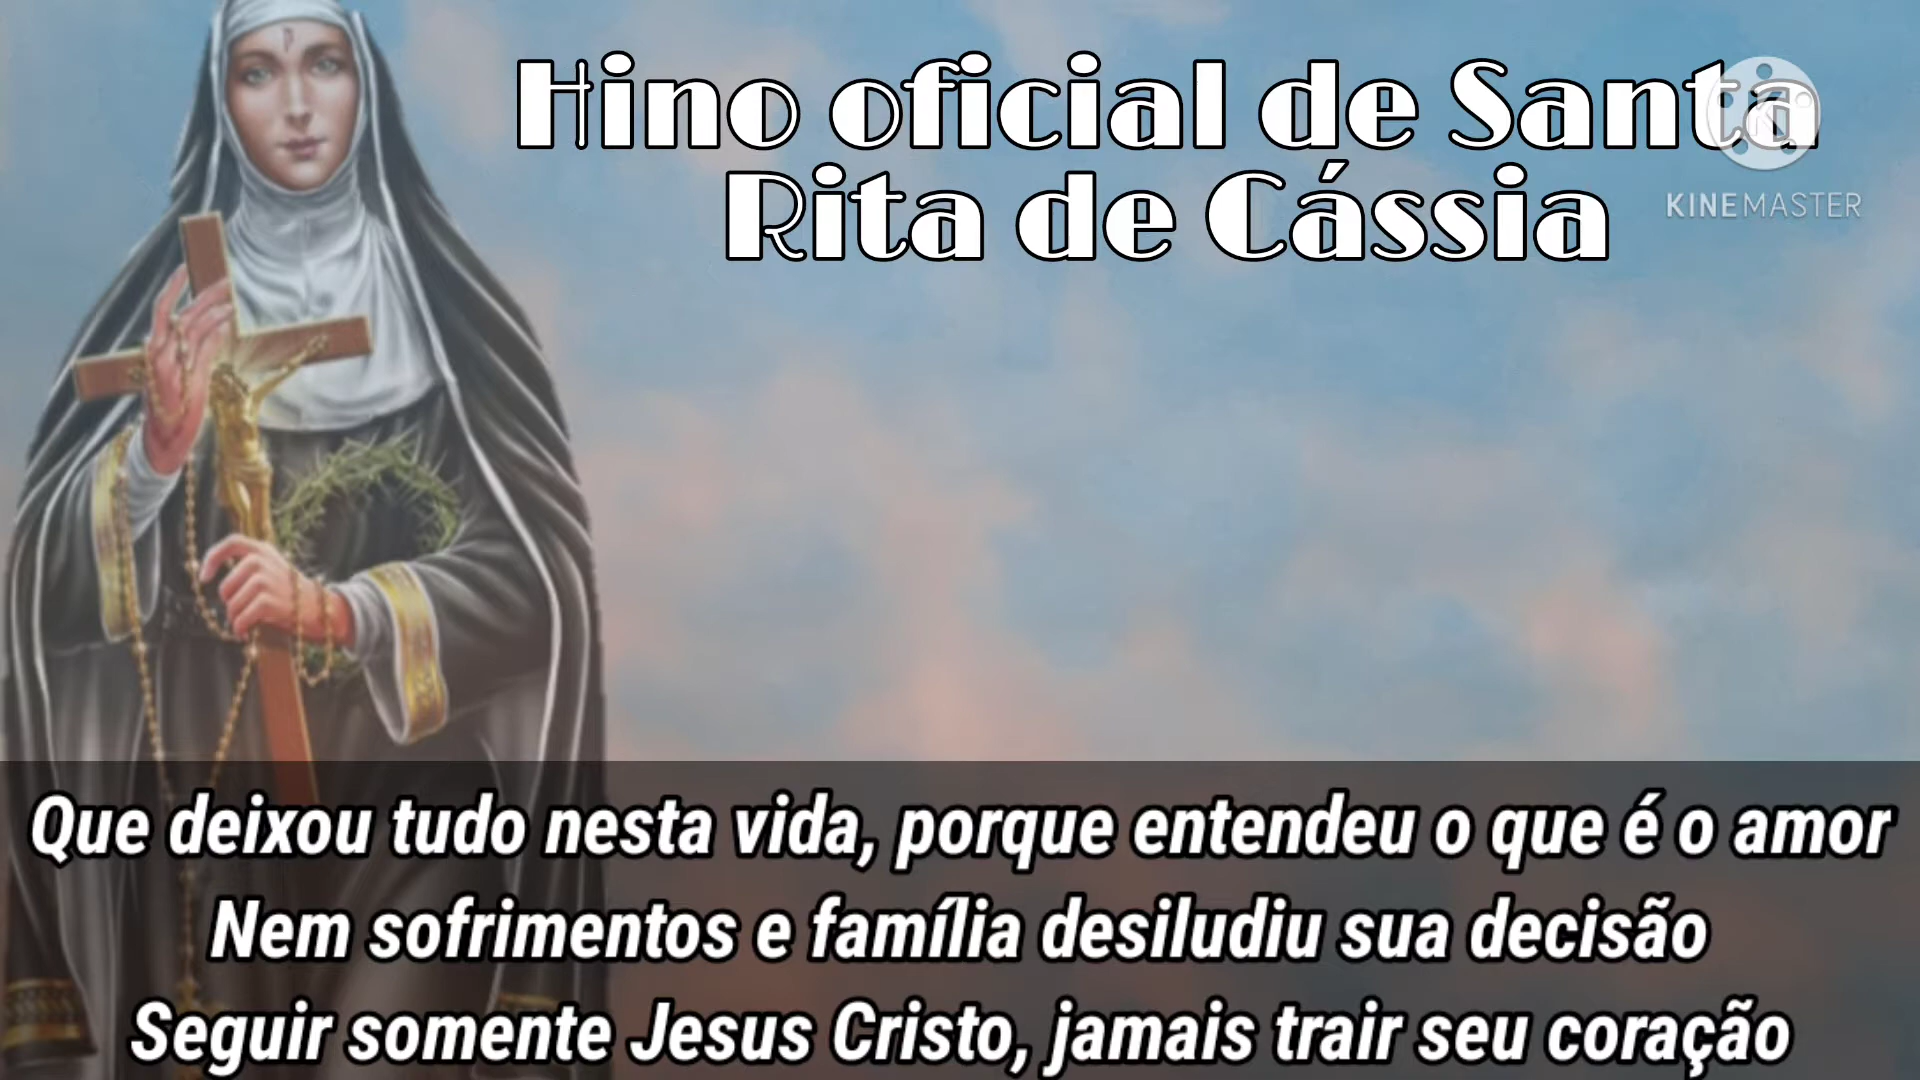 Hino oficial de Santa
Rita de Cássia
KINEMASTER
Que deixou tudo nesta vida, porque entendeu o que é o amor
Nem sofrimentos e família desiludiu sua decisão
Seguir somente Jesus Cristo, jamais trair seu coração